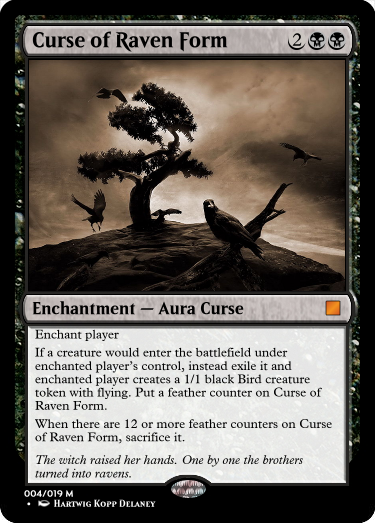 Curse of Raven Form 2
Enchantment — Aura Curse
Enchant player
If a creature would enter the battlefield under
enchanted player's control, instead exile it and
enchanted player creates a 1/1 black Bird creature
token with flying. Put a feather counter on Curse of
Raven Form.
When there are 12 or more feather counters on Curse
of Raven Form, sacrifice it.
The witch raised her hands. One by one the brothers
turned into ravens.
004/019 M
• Hartwig Kopp Delaney